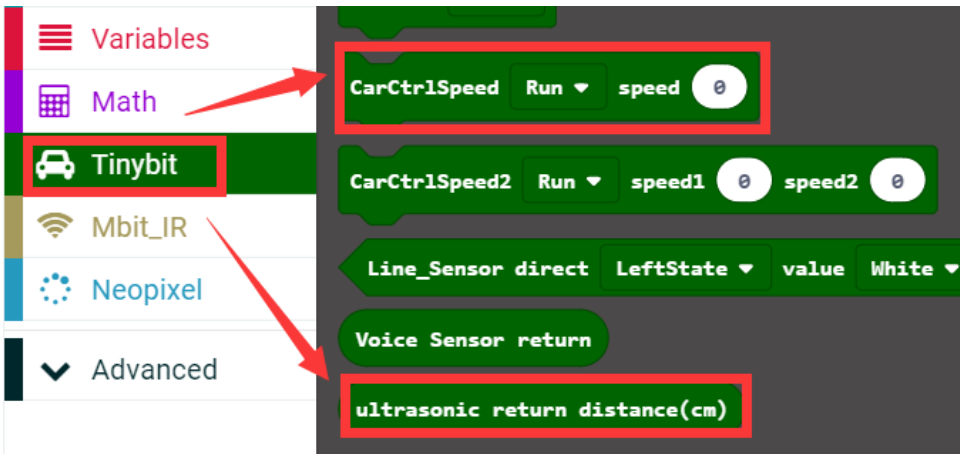 Variables
Math
Tinybit
Mbit_IR
Neopixel
Advanced
CarCtrlSpeed Run speed 0
CarCtrlSpeed2 Run speed1 0 speed2 0
Line_Sensor direct LeftState value White
Voice Sensor return
ultrasonic return distance(cm)